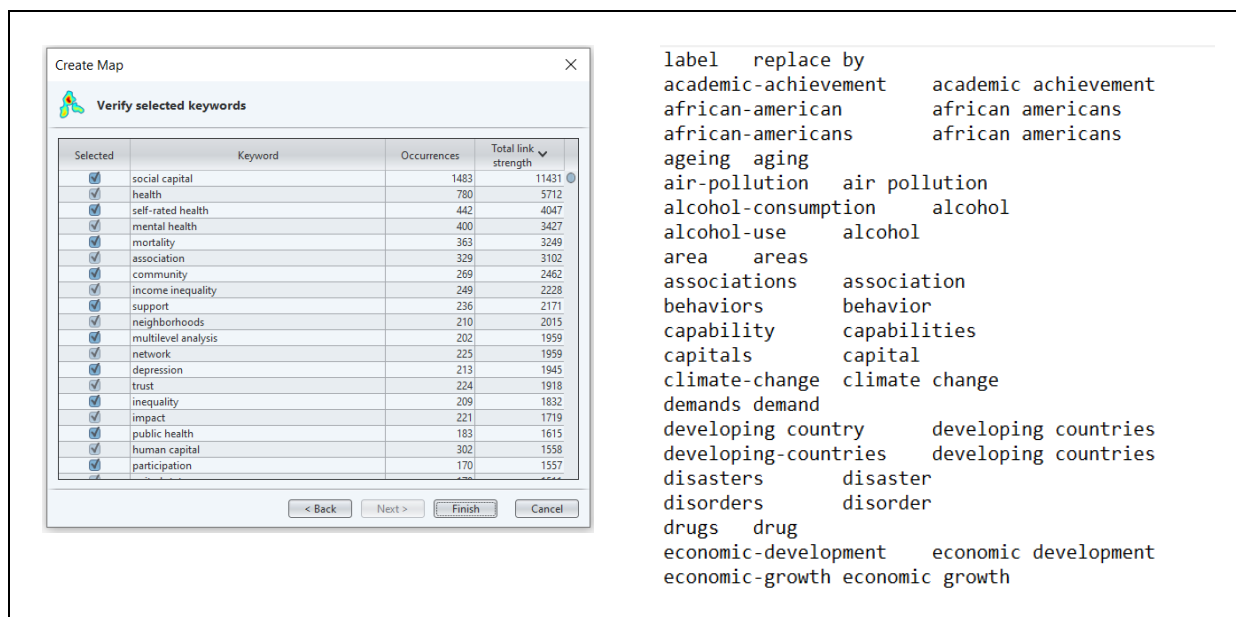 Create Map
Verify selected keywords
Selected Keyword Occurrences Total link strength
social capital 1483 11431
health 780 5712
self-rated health 442 4047
mental health 400 3427
mortality 363 3249
association 329 3102
community 269 2462
income inequality 249 2228
support 236 2171
neighborhoods 210 2015
multilevel analysis 202 1959
network 225 1959
depression 213 1945
trust 224 1918
inequality 209 1832
impact 221 1719
public health 183 1615
human capital 302 1558
participation 170 1557
< Back Next > Finish Cancel
label replace by
academic-achievement academic achievement
african-american african americans
african-americans african americans
ageing aging
air-pollution air pollution
alcohol-consumption alcohol
alcohol-use alcohol
area areas
associations association
behaviors behavior
capability capabilities
capitals capital
climate-change climate change
demands demand
developing country developing countries
developing-countries developing countries
disasters disaster
disorders disorder
drugs drug
economic-development economic development
economic-growth economic growth